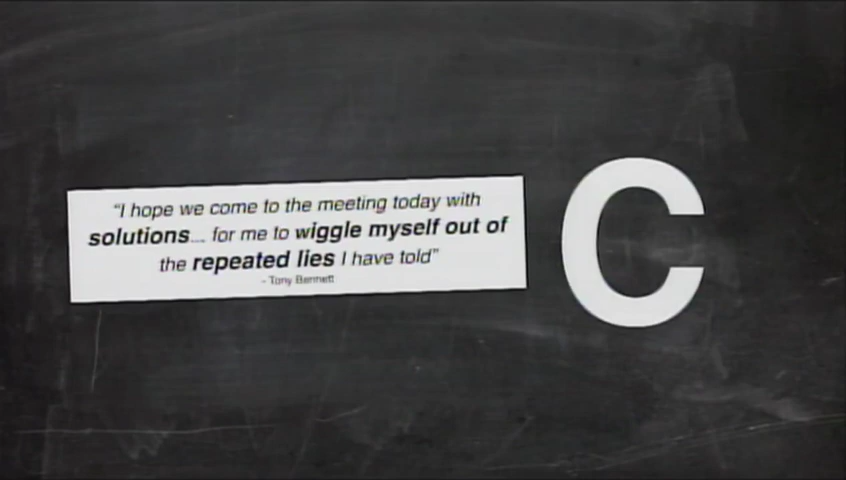 "I hope we come to the meeting today with
solutions... for me to wiggle myself out of
the repeated lies I have told"
- Tony Bennett
C